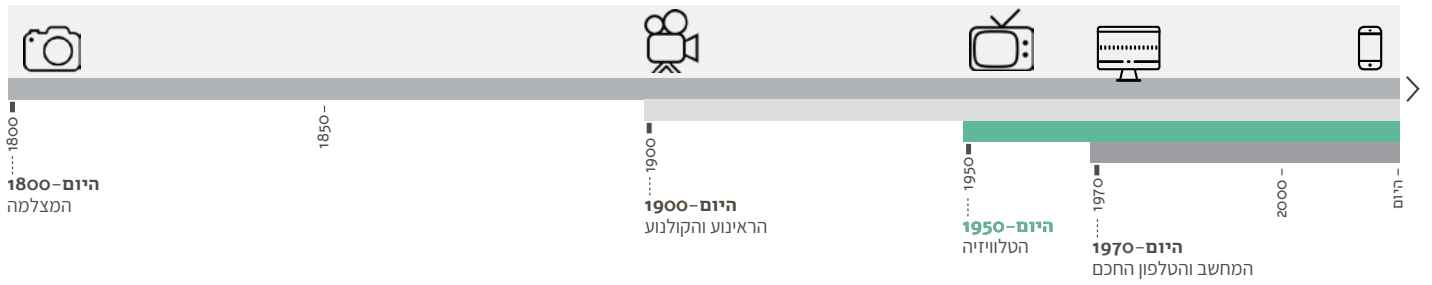 1800
1850
1900
1950
1970
2000
היום
היום-1800
המצלמה
היום-1900
הראינוע והקולנוע
היום-1950
הטלוויזיה
היום-1970
המחשב והטלפון החכם